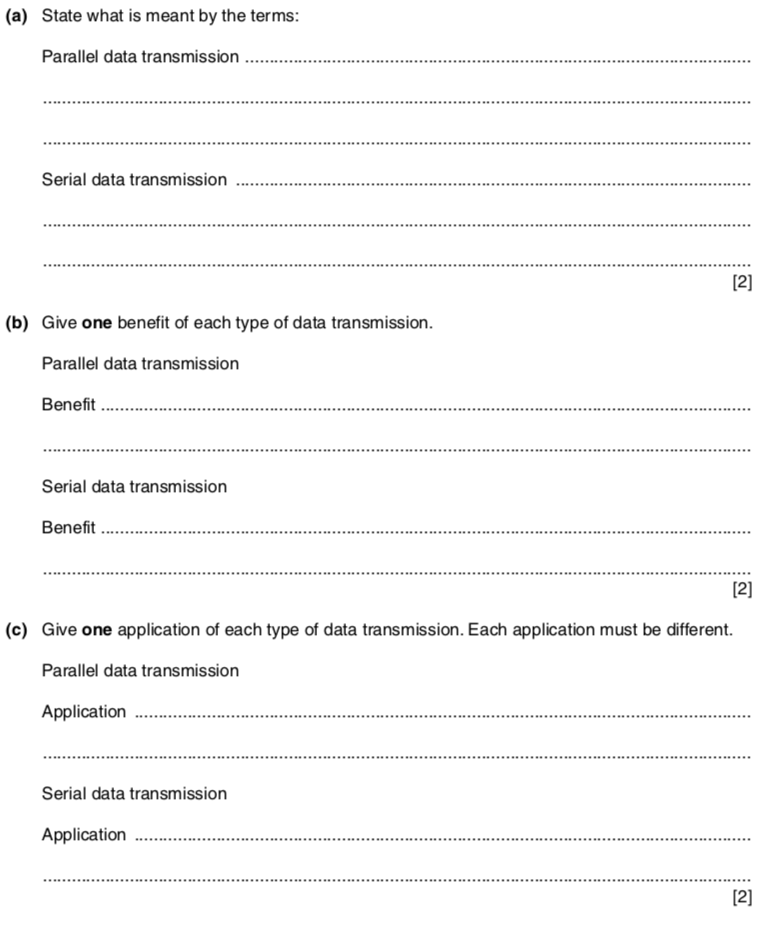 (a) State what is meant by the terms:
Parallel data transmission ................................................................
................................................................
................................................................
Serial data transmission ................................................................
................................................................
................................................................
[2]
(b) Give one benefit of each type of data transmission.
Parallel data transmission
Benefit ................................................................
................................................................
Serial data transmission
Benefit ................................................................
................................................................
[2]
(c) Give one application of each type of data transmission. Each application must be different.
Parallel data transmission
Application ................................................................
................................................................
Serial data transmission
Application ................................................................
................................................................
[2]